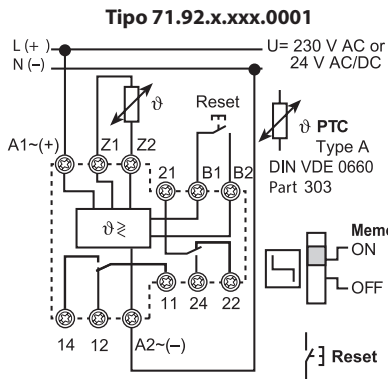 Tipo 71.92.x.xxx.0001
L (+)
N (–)
U= 230 V AC or
24 V AC/DC
ϑ
Reset
A1~(+)
Z1
Z2
21
B1
B2
ϑ PTC
Type A
DIN VDE 0660
Part 303
ϑ≷
Memo
ON
OFF
11
24
22
14
12
A2~(–)
Reset